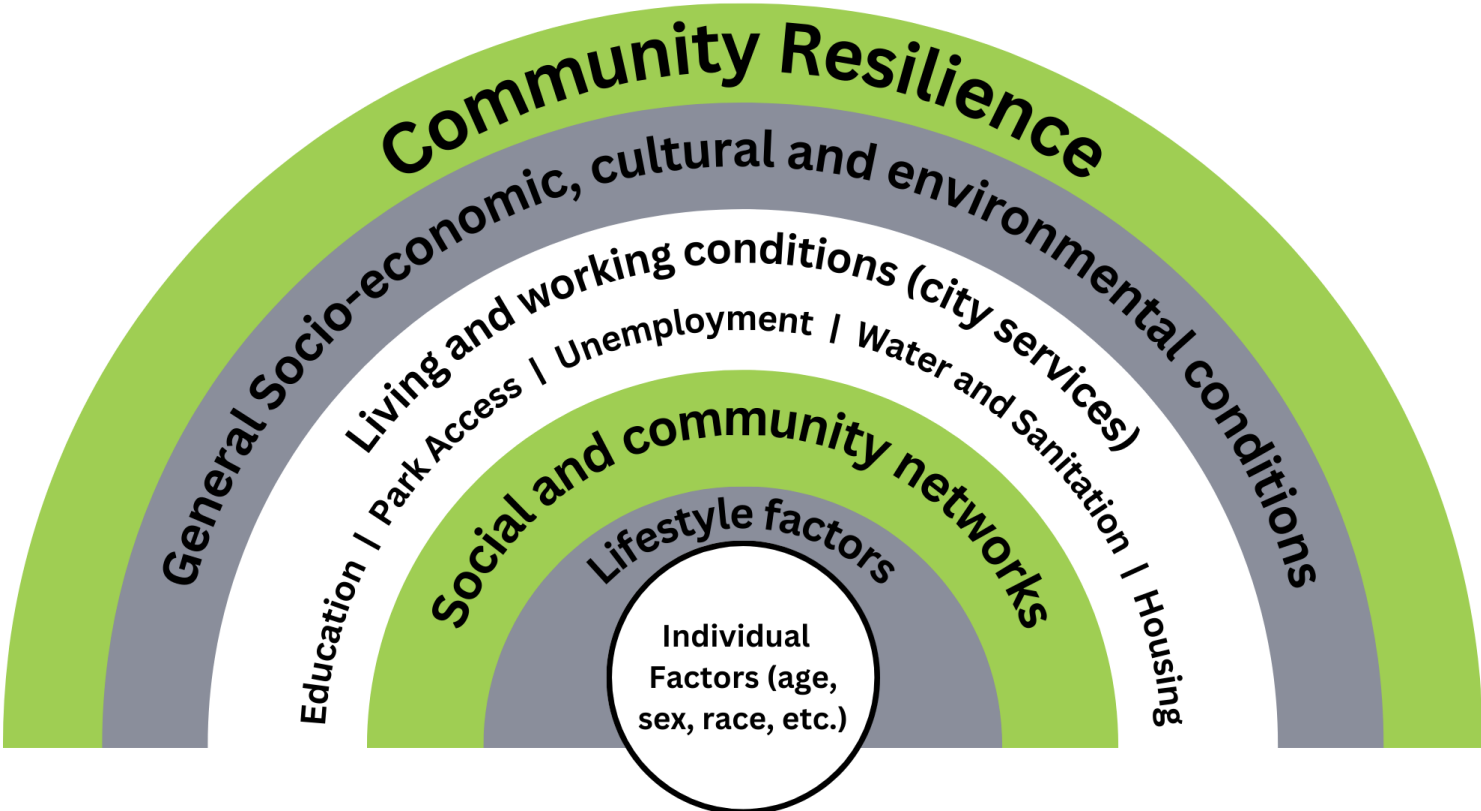 Community Resilience
General Socio-economic, cultural and environmental conditions
Living and working conditions (city services)
Education | Park Access | Unemployment | Water and Sanitation | Housing
Social and community networks
Lifestyle factors
Individual
Factors (age,
sex, race, etc.)